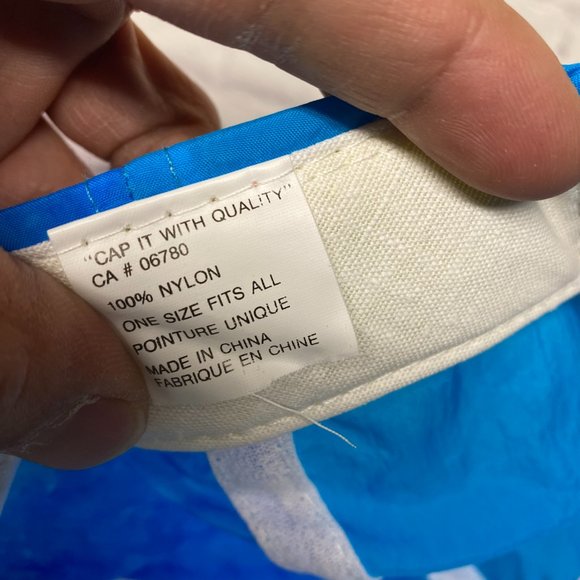 "CAP IT WITH QUALITY"
CA # 06780
100% NYLON
ONE SIZE FITS ALL
POINTURE UNIQUE
MADE IN CHINA
FABRIQUE EN CHINE